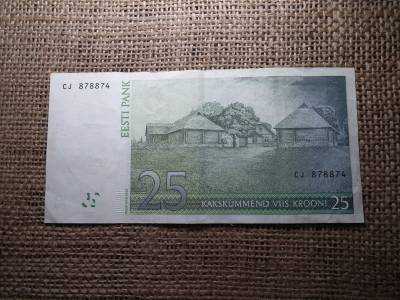 CJ 878874
EESTI PANK
CJ 878874
25
KAKSKÜMMEND VIIS KROONI 25